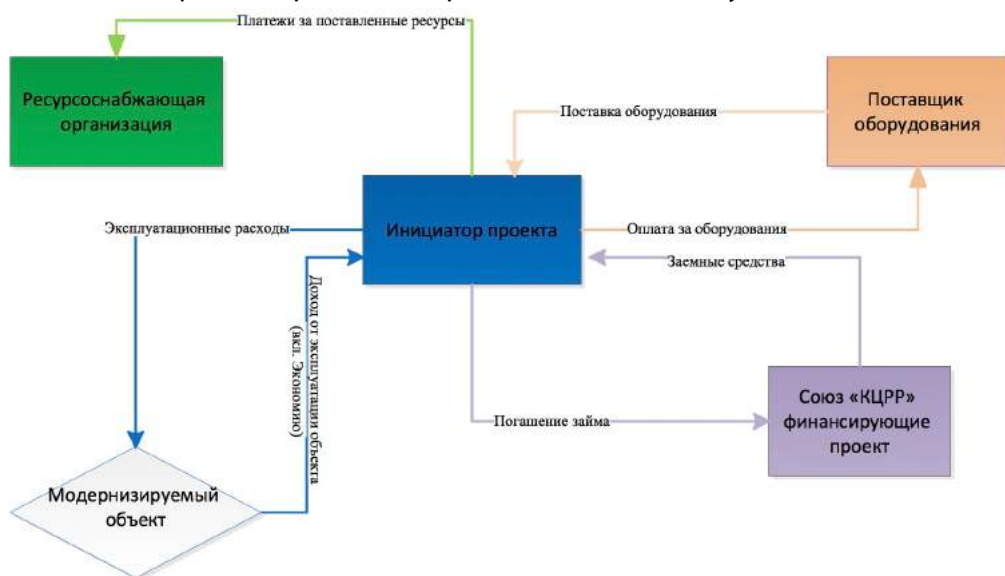 Платежи за поставленные ресурсы
Ресурсоснабжающая
организация
Поставка оборудования
Поставщик
оборудования
Эксплуатационные расходы
Инициатор проекта
Оплата за оборудования
Заемные средства
Доход от эксплуатации объекта
(вкл. Экономию)
Союз «КЦРР»
финансирующие
проект
Погашение займа
Модернизируемый
объект